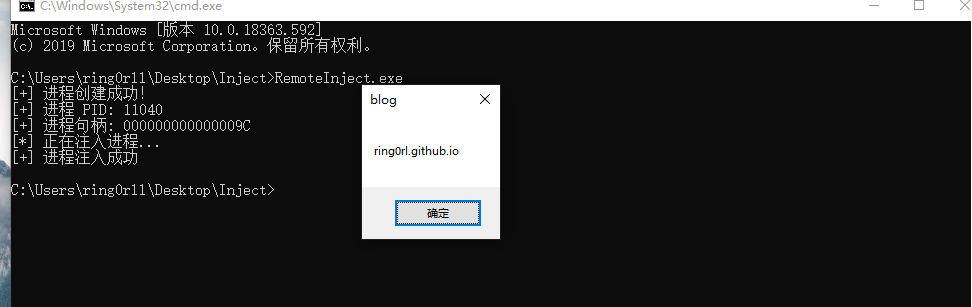 C:\Windows\System32\cmd.exe
Microsoft Windows [版本 10.0.18363.592]
(c) 2019 Microsoft Corporation。保留所有权利。
C:\Users\ring0rll\Desktop\Inject>RemoteInject.exe
[+] 进程创建成功!
[+] 进程 PID: 11040
[+] 进程句柄: 000000000000009C
[*] 正在注入进程...
[+] 进程注入成功
C:\Users\ring0rll\Desktop\Inject>
blog
ring0rl.github.io
确定